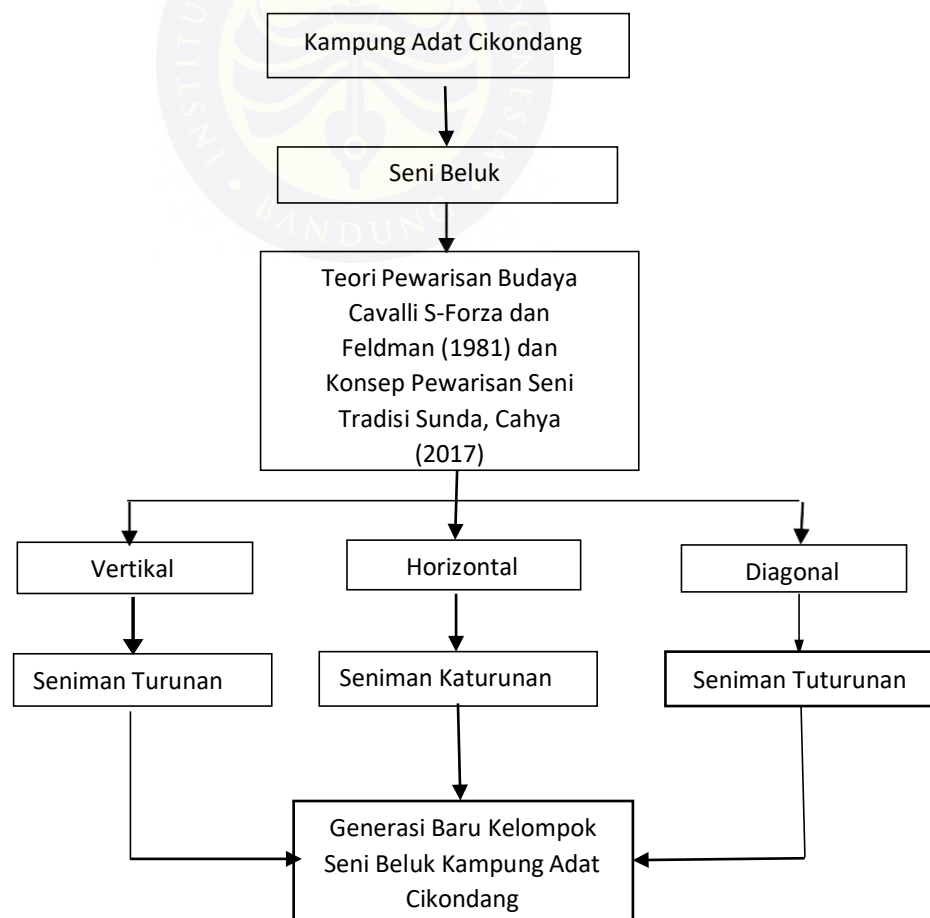 Kampung Adat Cikondang
Seni Beluk
Teori Pewarisan Budaya
Cavalli S-Forza dan
Feldman (1981) dan
Konsep Pewarisan Seni
Tradisi Sunda, Cahya
(2017)
Vertikal
Horizontal
Diagonal
Seniman Turunan
Seniman Katurunan
Seniman Tuturunan
Generasi Baru Kelompok
Seni Beluk Kampung Adat
Cikondang
BANDUNG